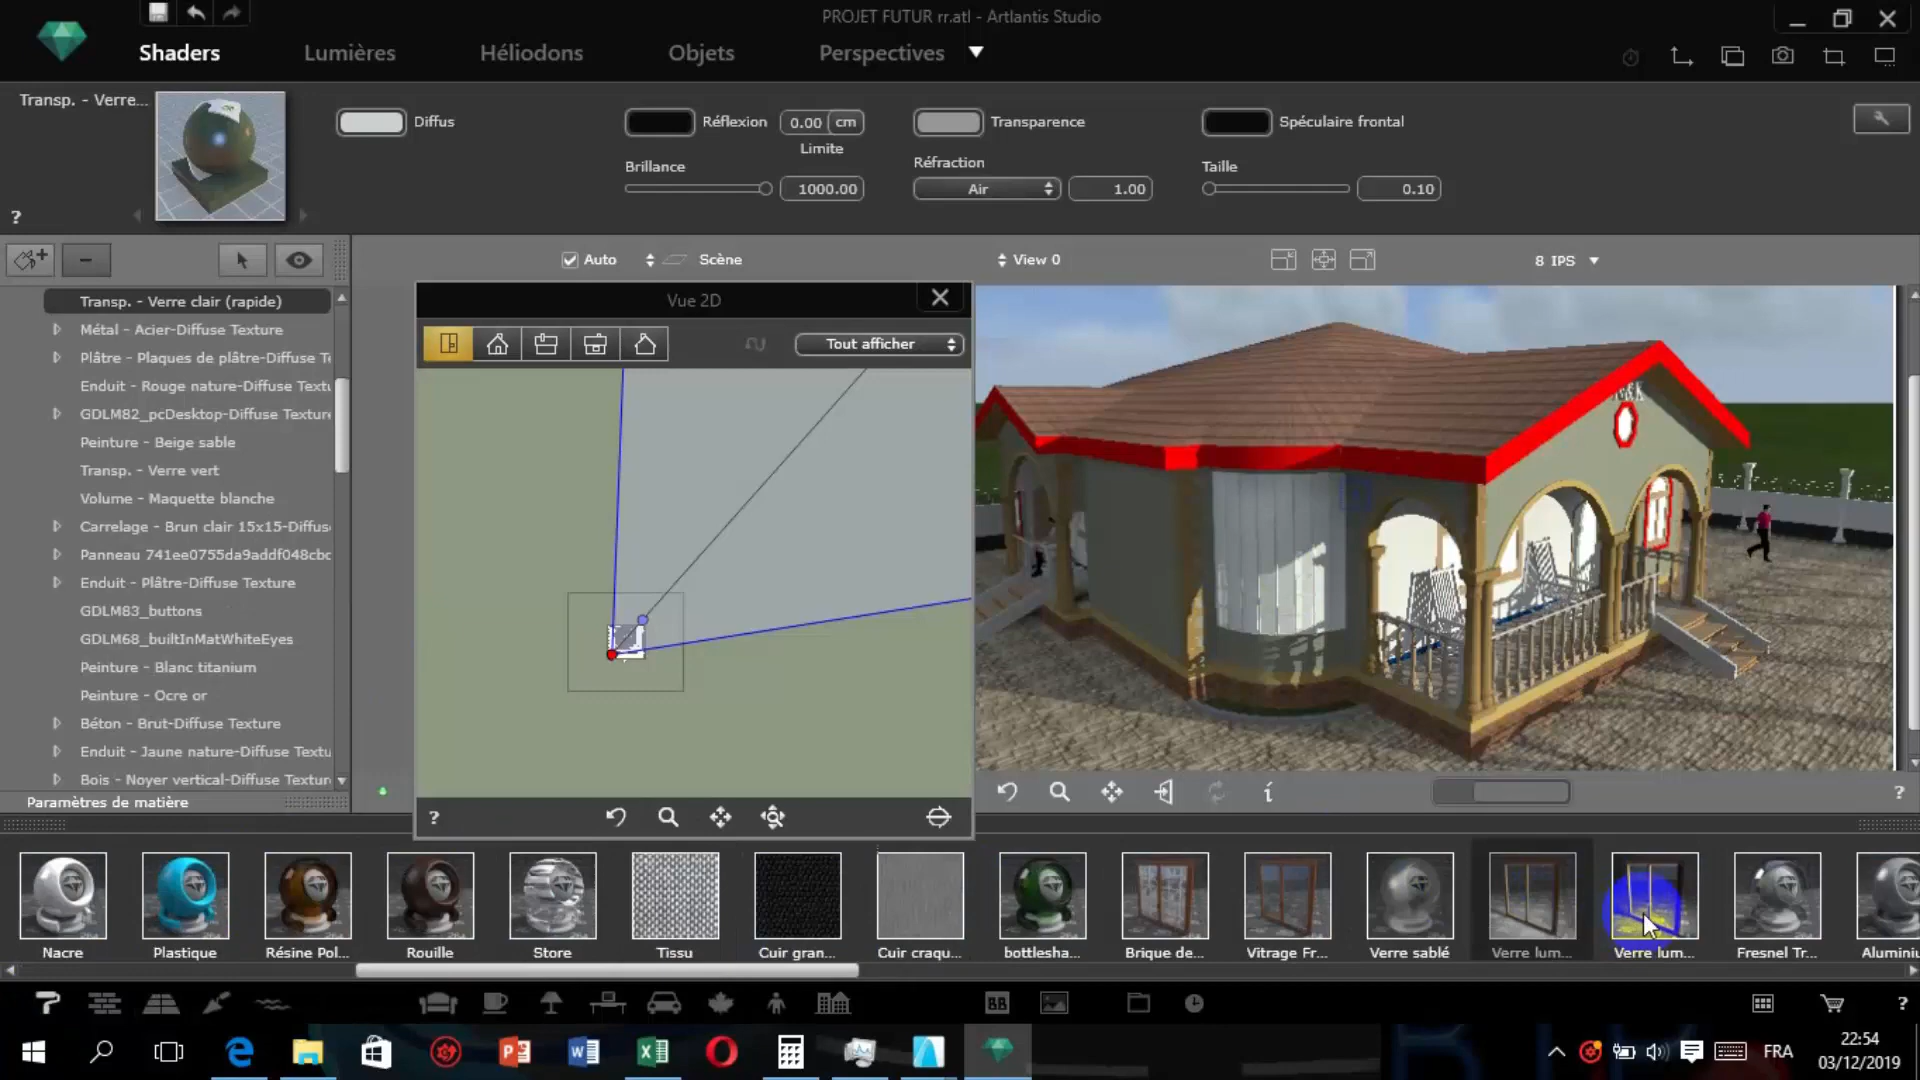 PROJET FUTUR rr.atl - Artlantis Studio
Shaders
Lumières
Héliodons
Objets
Perspectives
Transp. - Verre...
Diffus
Réflexion
0.00
cm
Limite
Brillance
1000.00
Transparence
Réfraction
Air
1.00
Spéculaire frontal
Taille
0.10
?
Auto
Scène
View 0
8 IPS
Transp. - Verre clair (rapide)
Métal - Acier-Diffuse Texture
Plâtre - Plaques de plâtre-Diffuse Te
Enduit - Rouge nature-Diffuse Textu
GDLM82_pcDesktop-Diffuse Texture
Peinture - Beige sable
Transp. - Verre vert
Volume - Maquette blanche
Carrelage - Brun clair 15x15-Diffuse
Panneau 741ee0755da9addf048cbc
Enduit - Plâtre-Diffuse Texture
GDLM83_buttons
GDLM68_builtInMatWhiteEyes
Peinture - Blanc titanium
Peinture - Ocre or
Béton - Brut-Diffuse Texture
Enduit - Jaune nature-Diffuse Textu
Bois - Noyer vertical-Diffuse Texture
Paramètres de matière
Vue 2D
Tout afficher
?
i
?
Nacre
Plastique
Résine Pol...
Rouille
Store
Tissu
Cuir gran...
Cuir craqu...
bottlesha...
Brique de...
Vitrage Fr...
Verre sablé
Verre lum...
Verre lum...
Fresnel Tr...
Aluminiu
BB
?
FRA
22:54
03/12/2019